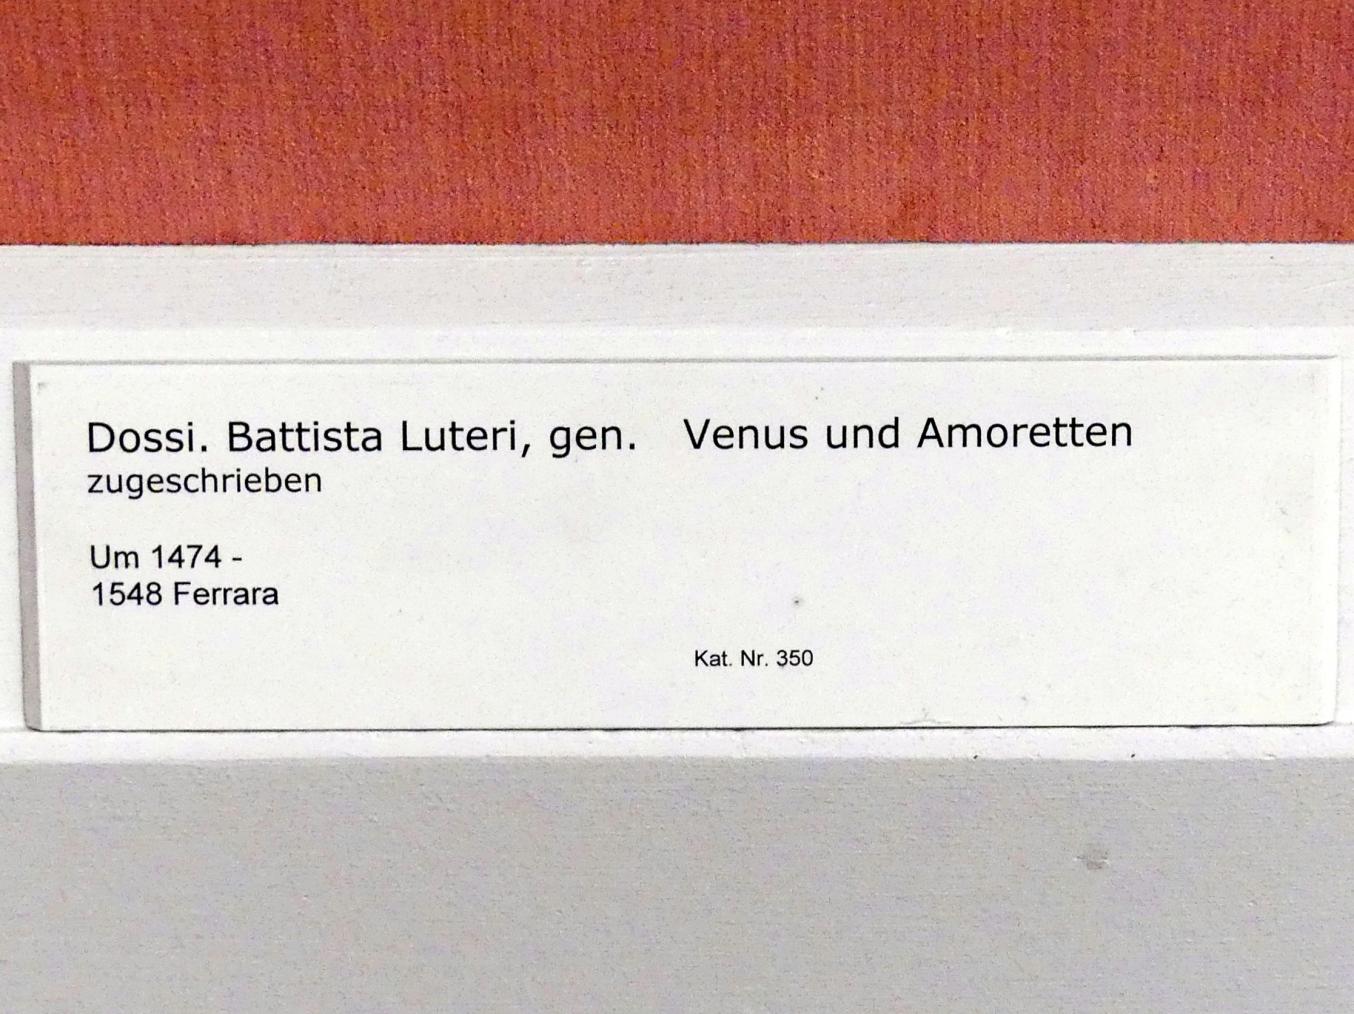 Dossi. Battista Luteri, gen. Venus und Amoretten
zugeschrieben
Um 1474 -
1548 Ferrara
Kat. Nr. 350